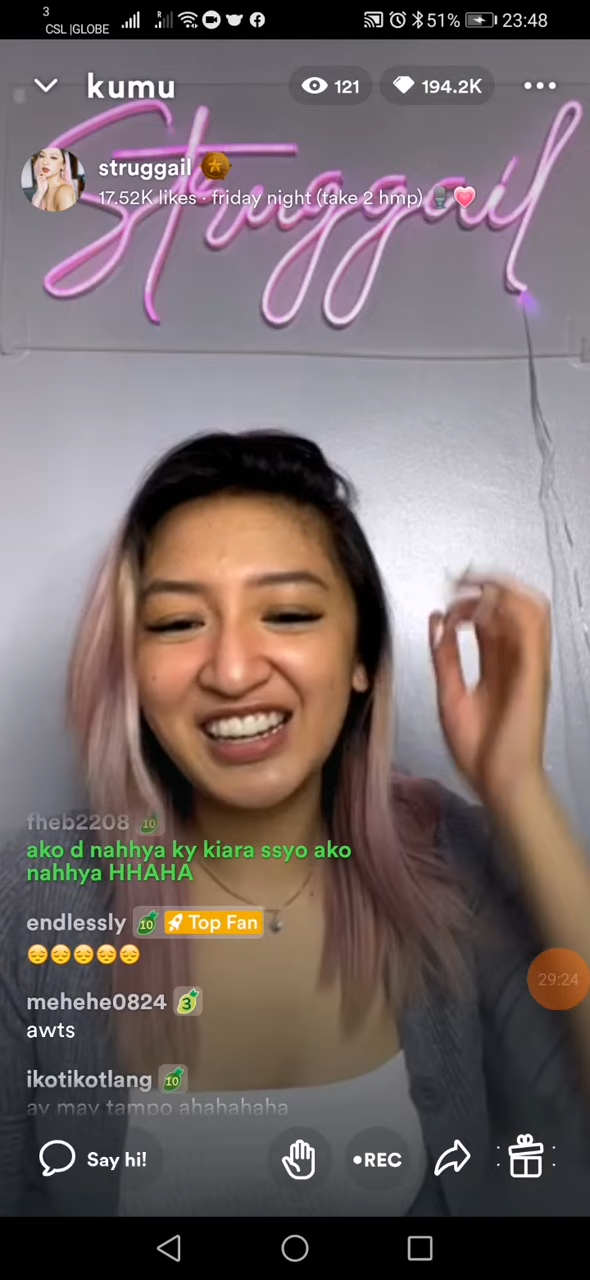 3
CSL |GLOBE
51%
23:48
kumu
121
194.2K
Struggail
struggail
17.52K likes · friday night (take 2 hmp)
fheb2208 10
ako d nahhya ky kiara ssyo ako
nahhya HHAHA
endlessly 10 Top Fan
mehehe0824 3
awts
29:24
ikotikotlang 10
ay may tampo ahahahaha
Say hi!
•REC